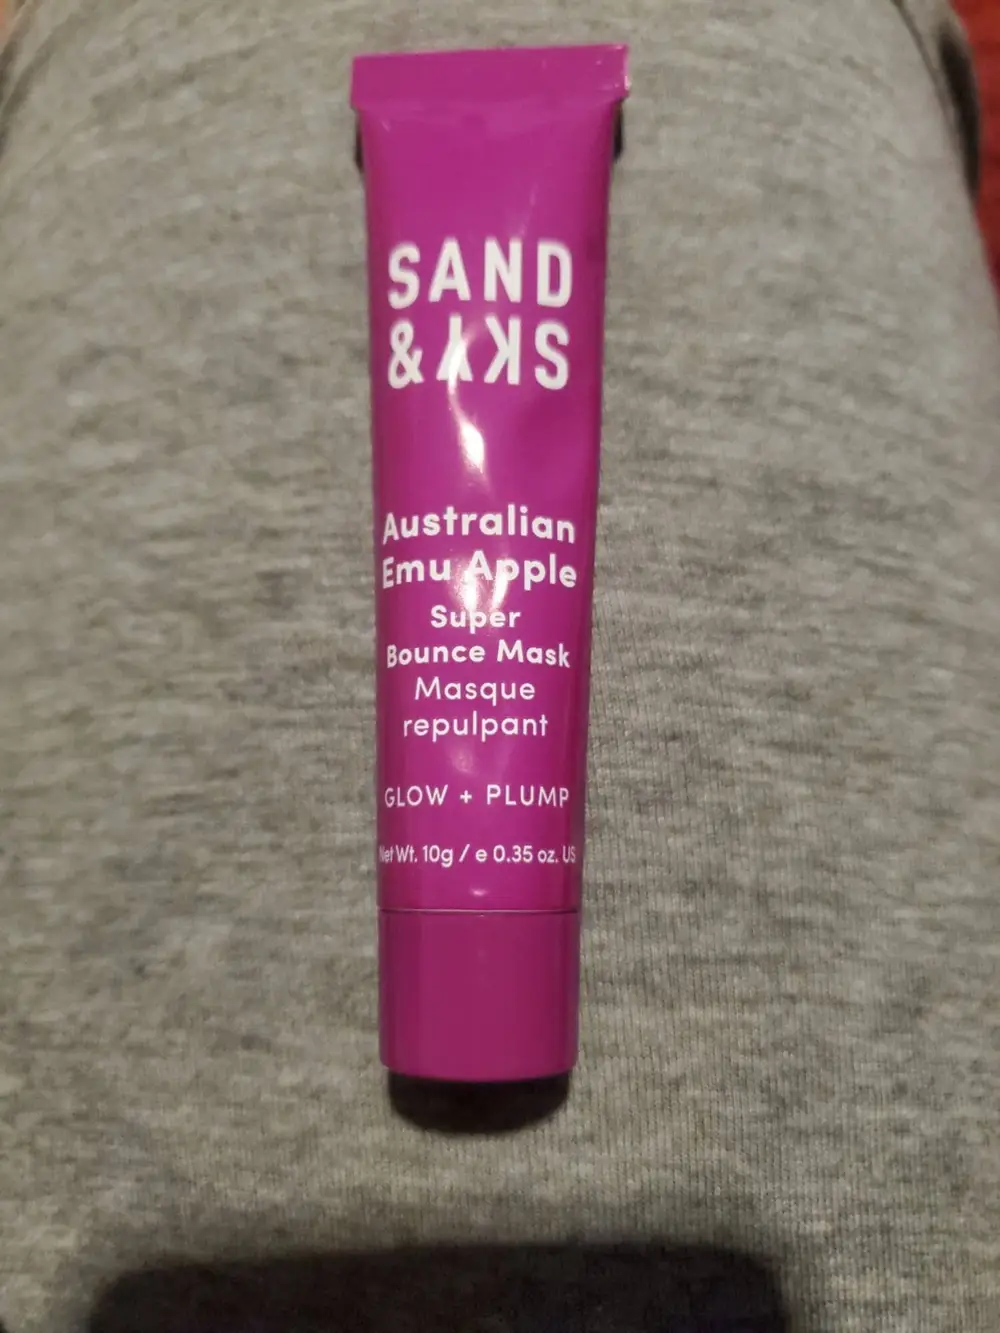 SAND
& SKY
Australian
Emu Apple
Super
Bounce Mask
Masque
repulpant
GLOW + PLUMP
Net Wt. 10g / e 0.35 oz. US